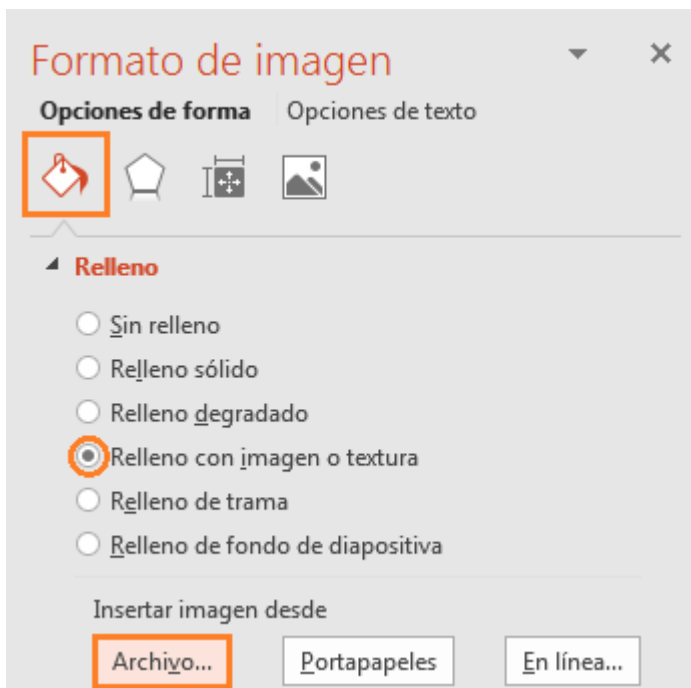 Formato de imagen
Opciones de forma Opciones de texto
Relleno
Sin relleno
Relleno sólido
Relleno degradado
Relleno con imagen o textura
Relleno de trama
Relleno de fondo de diapositiva
Insertar imagen desde
Archivo... Portapapeles En línea...